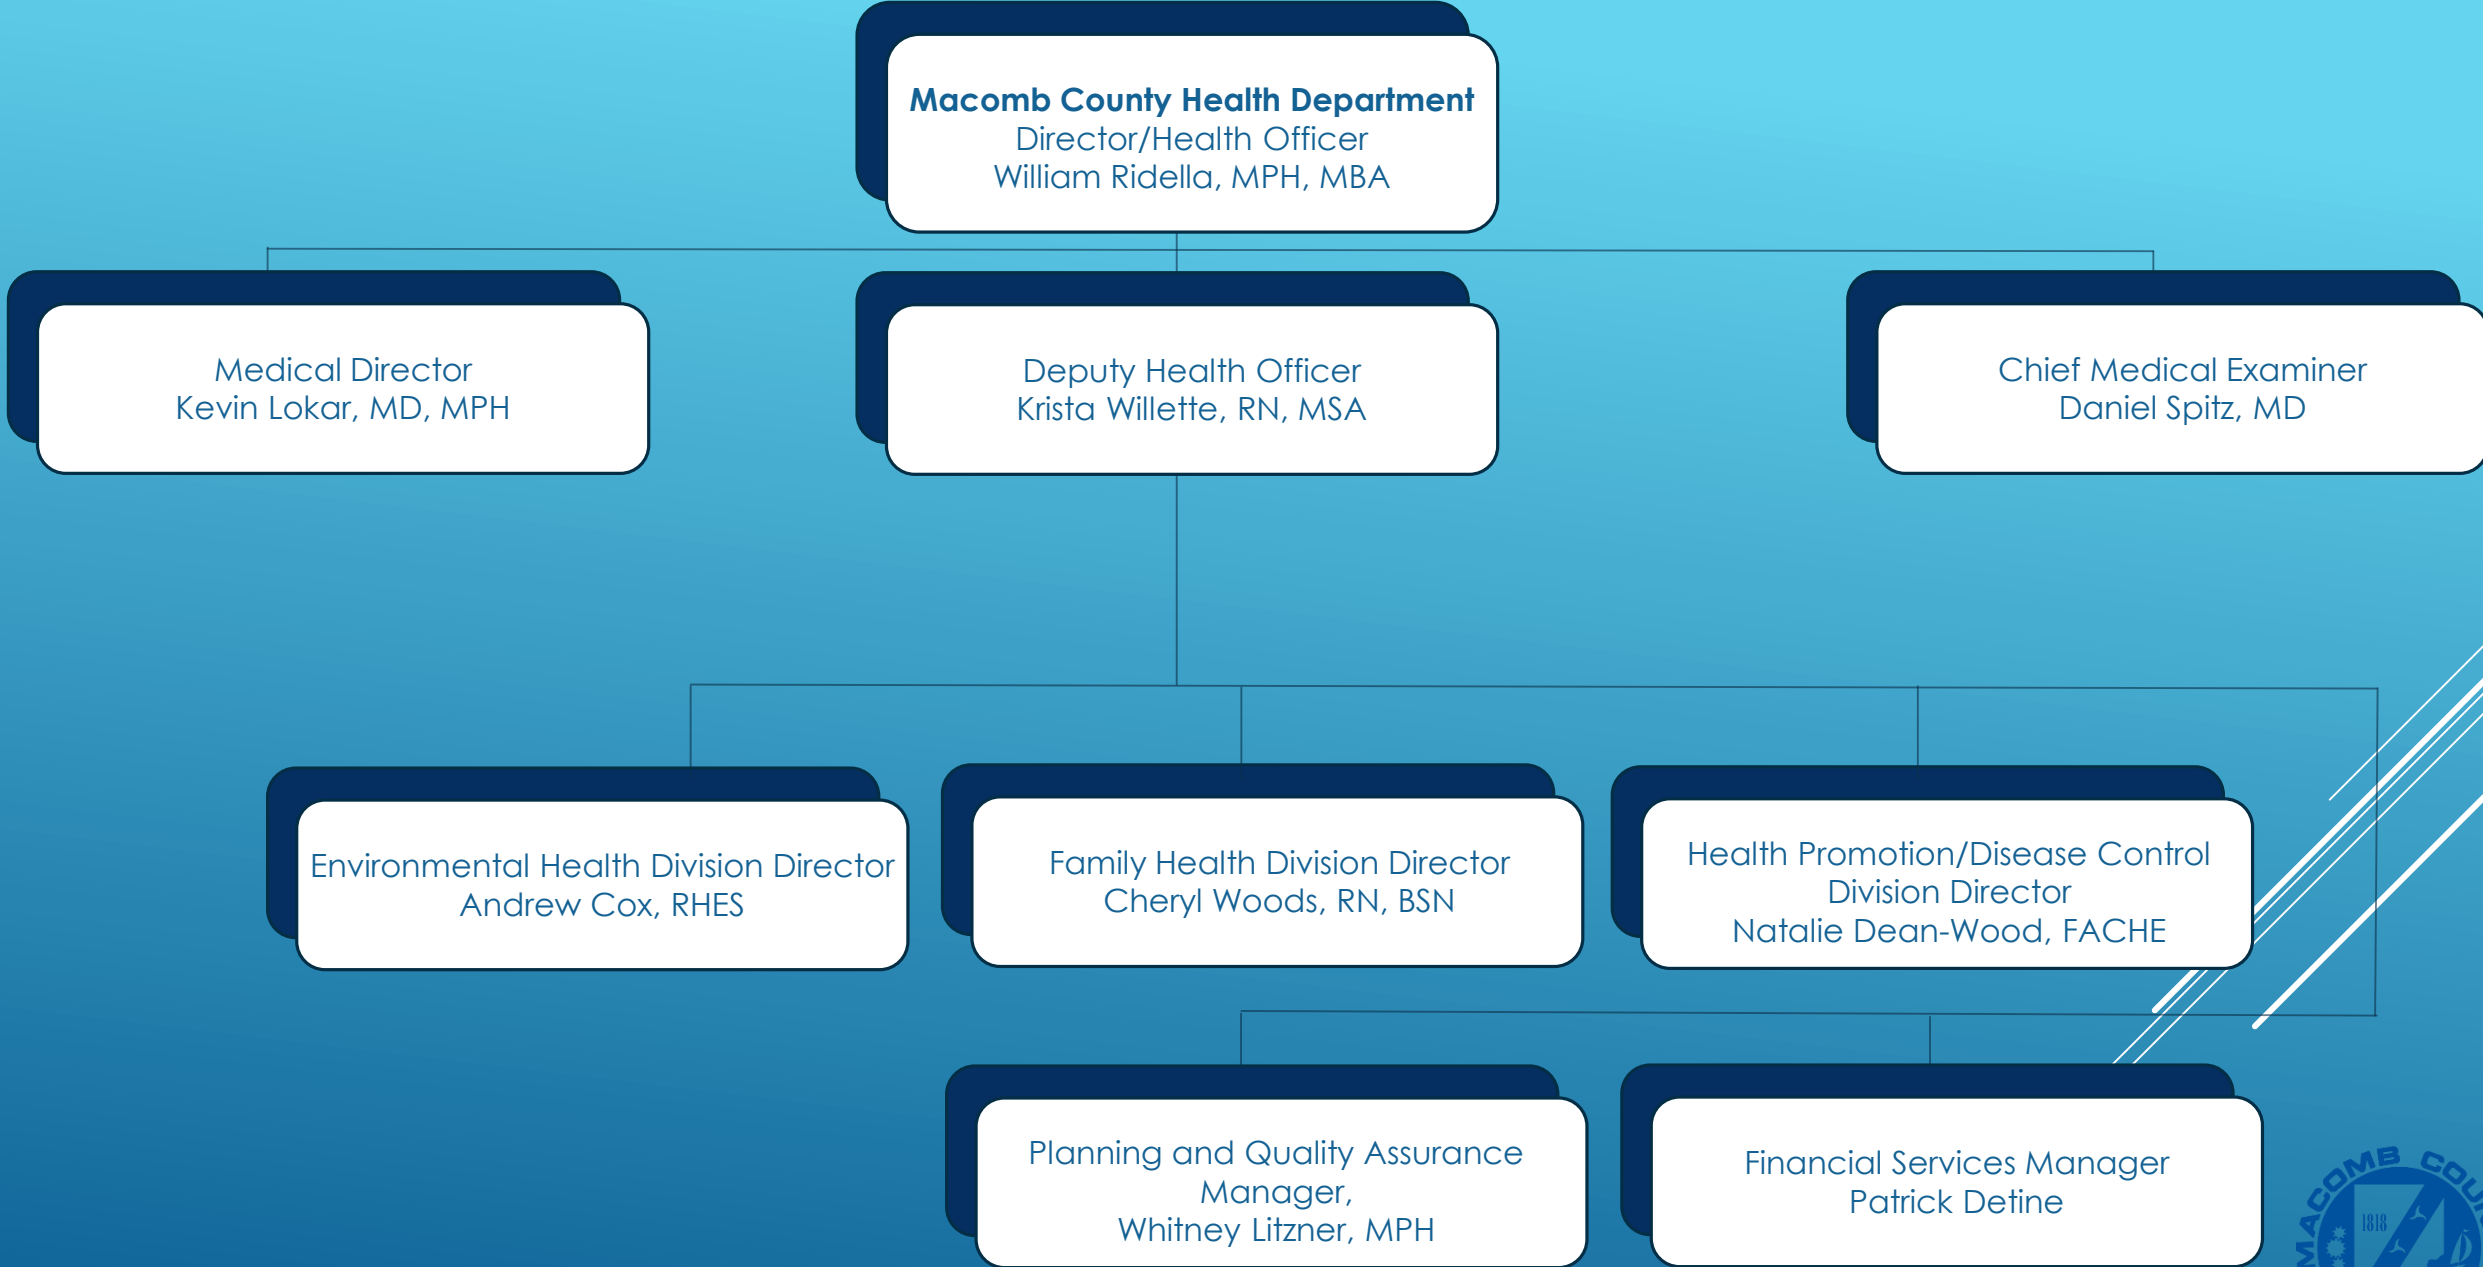 Macomb County Health Department
Director/Health Officer
William Ridella, MPH, MBA
Medical Director
Kevin Lokar, MD, MPH
Deputy Health Officer
Krista Willette, RN, MSA
Chief Medical Examiner
Daniel Spitz, MD
Environmental Health Division Director
Andrew Cox, RHES
Family Health Division Director
Cheryl Woods, RN, BSN
Health Promotion/Disease Control
Division Director
Natalie Dean-Wood, FACHE
Planning and Quality Assurance
Manager,
Whitney Litzner, MPH
Financial Services Manager
Patrick Detine
MACOMB
1818